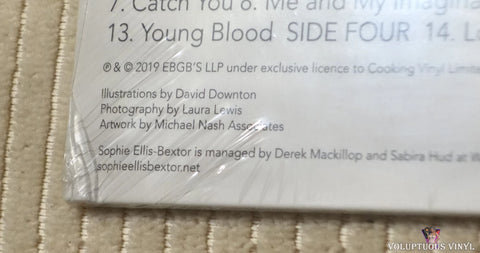 7. Catch You 8. Me and My Imagina
13. Young Blood SIDE FOUR 14. Lo
℗ & © 2019 EBGB'S LLP under exclusive licence to Cooking Vinyl Limite
Illustrations by David Downton
Photography by Laura Lewis
Artwork by Michael Nash Associates
Sophie Ellis-Bextor is managed by Derek Mackillop and Sabira Hud at W
sophieellisbextor.net
VOLUPTUOUS VINYL